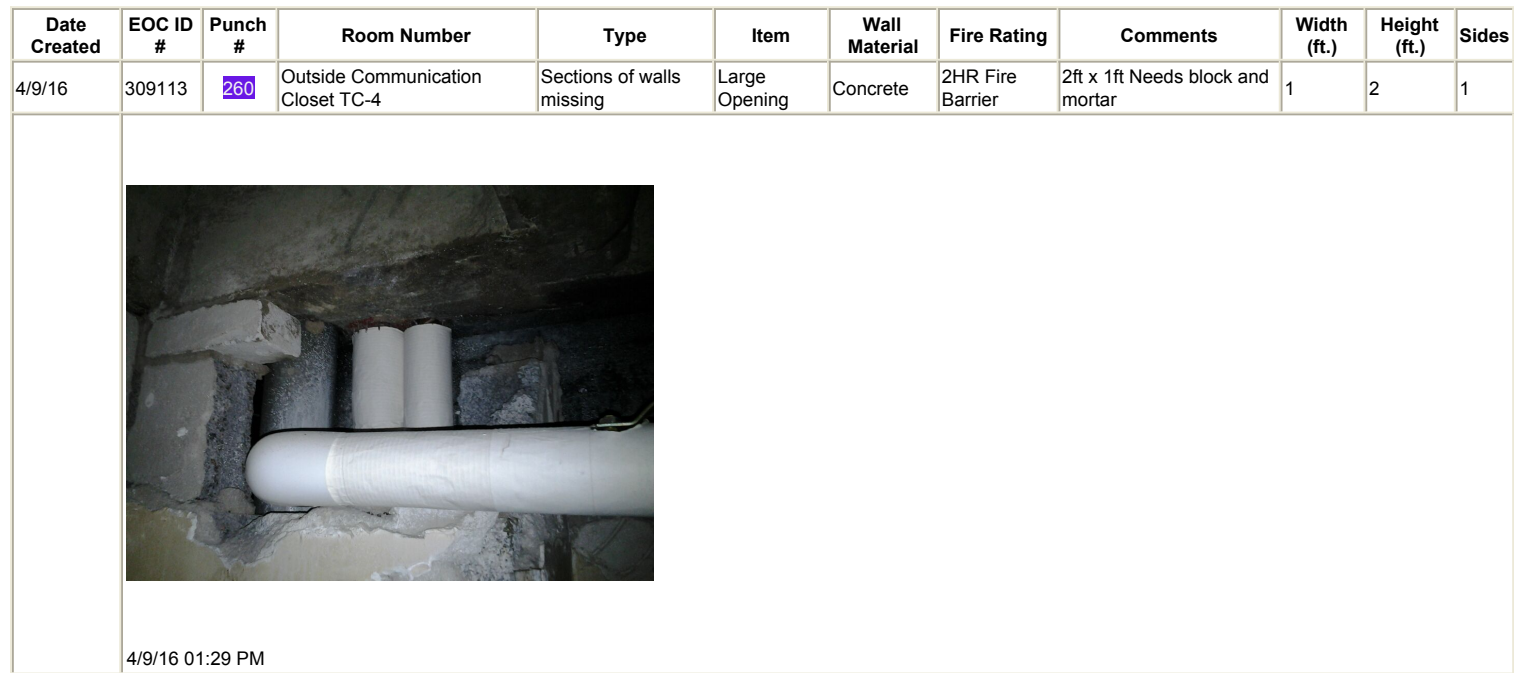 Date Created EOC ID # Punch # Room Number Type Item Wall Material Fire Rating Comments Width (ft.) Height (ft.) Sides
4/9/16 309113 260 Outside Communication Closet TC-4 Sections of walls missing Large Opening Concrete 2HR Fire Barrier 2ft x 1ft Needs block and mortar 1 2 1
4/9/16 01:29 PM